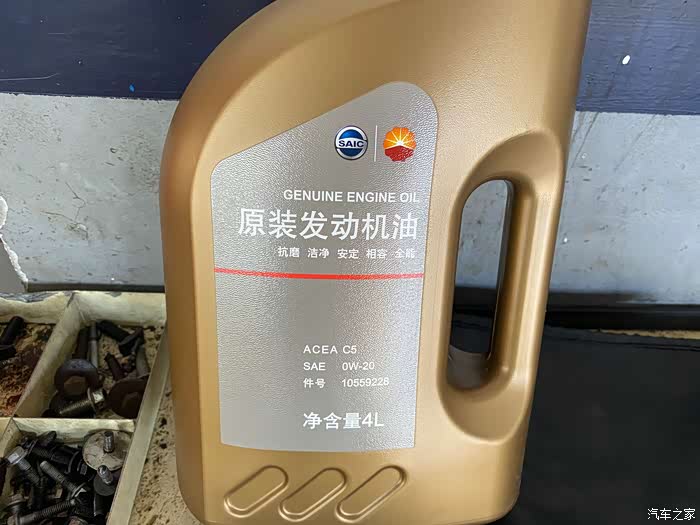 SAIC
GENUINE ENGINE OIL
原装发动机油
抗磨 洁净 安定 相容 全能
ACEA C5
SAE 0W-20
件号 10559228
净含量4L
汽车之家